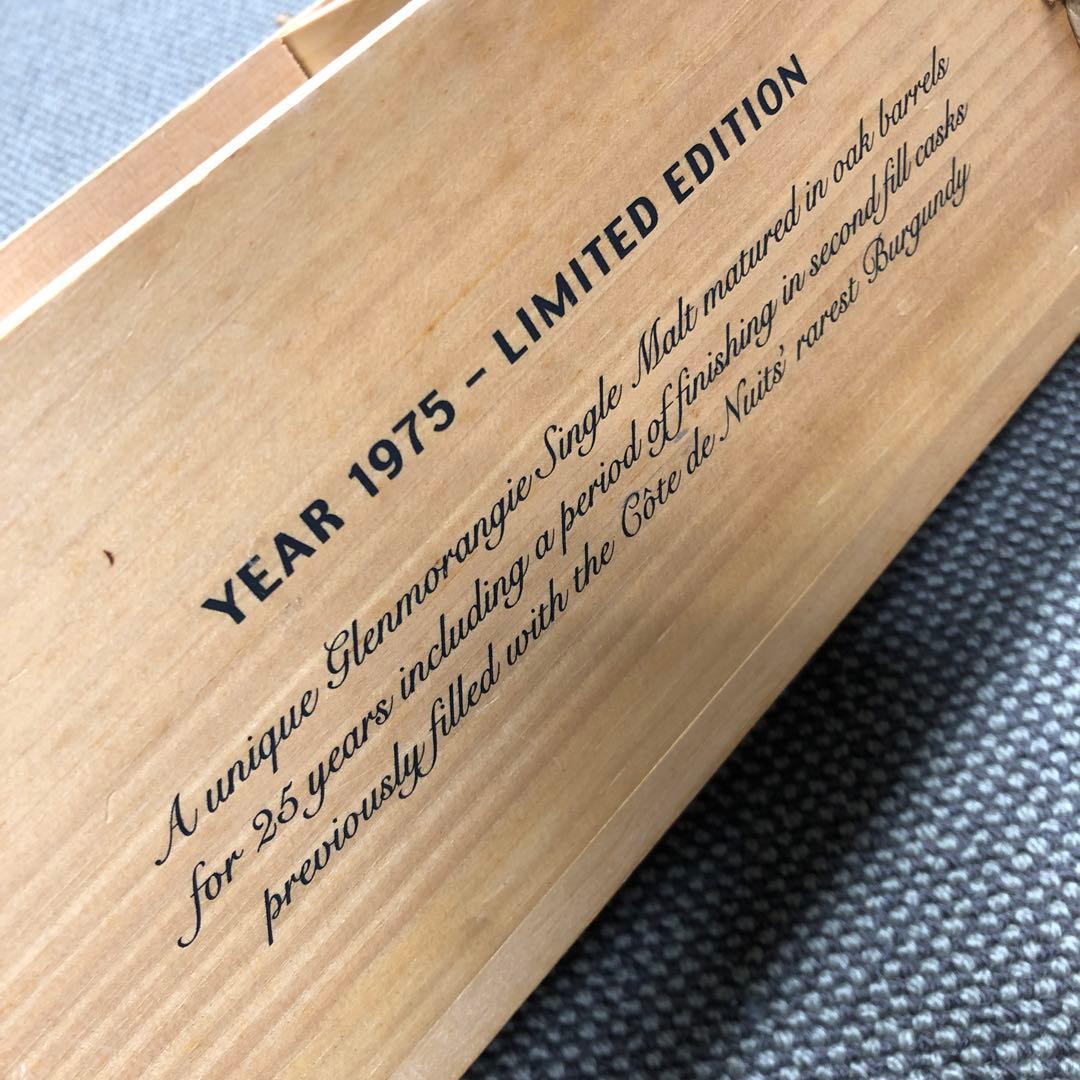 YEAR 1975 – LIMITED EDITION
A unique Glenmorangie Single Malt matured in oak barrels
for 25 years including a period of finishing in second fill casks
previously filled with the Côte de Nuits' rarest Burgundy